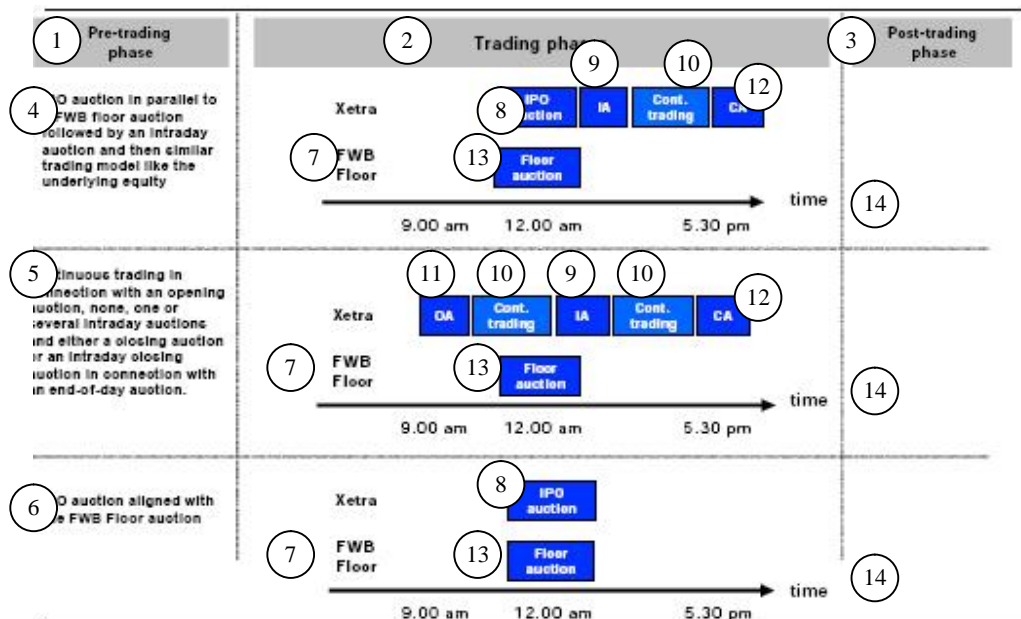 1
Pre-trading
phase
2
Trading phase
3
Post-trading
phase
9
10
12
4
auction in parallel to
FWB floor auction
followed by an intraday
auction and then similar
trading model like the
underlying equity
Xetra
8
IPO
auction
IA
Cont.
trading
CA
7
FWB
Floor
13
Floor
auction
time
14
9.00 am
12.00 am
5.30 pm
5
trading in
with an opening
auction, none, one or
several intraday auctions
and either a closing auction
or an intraday closing
auction in connection with
an end-of-day auction.
11
10
9
10
12
Xetra
OA
Cont.
trading
IA
Cont.
trading
CA
7
FWB
Floor
13
Floor
auction
time
14
9.00 am
12.00 am
5.30 pm
6
auction aligned with
FWB Floor auction
Xetra
8
IPO
auction
7
FWB
Floor
13
Floor
auction
time
14
9.00 am
12.00 am
5.30 pm